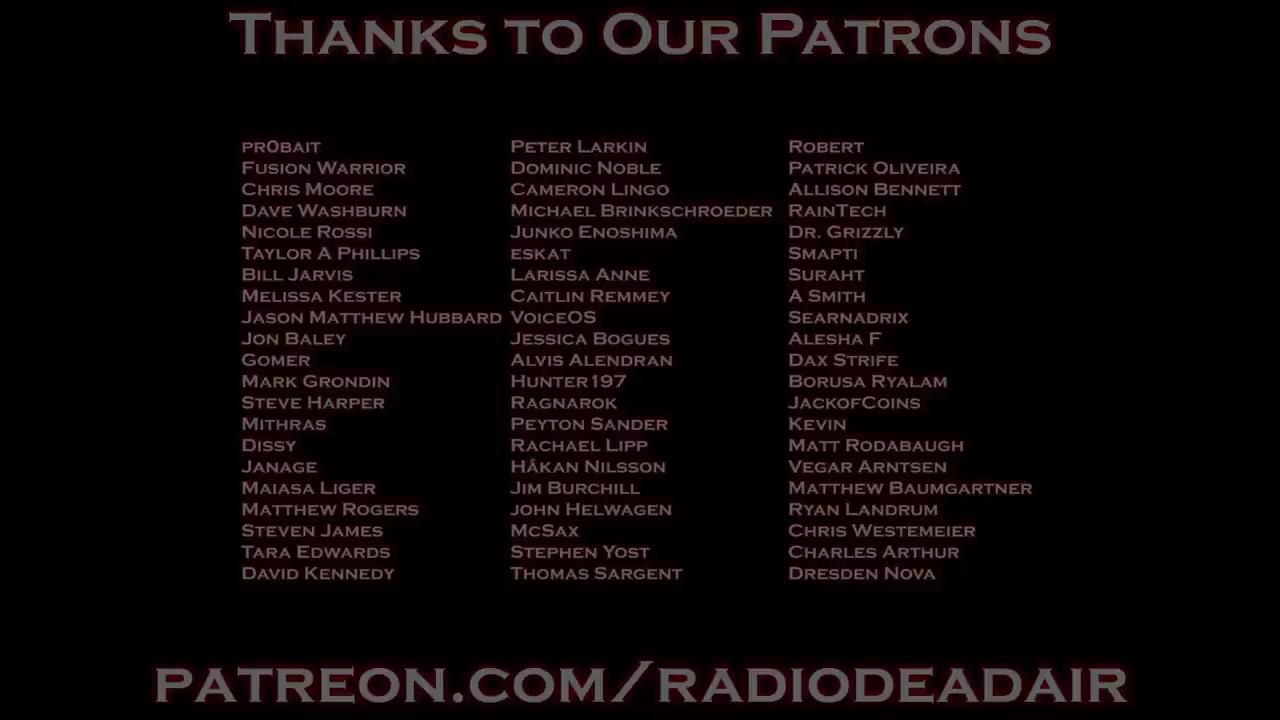 Thanks to Our Patrons
pr0bait
Fusion Warrior
Chris Moore
Dave Washburn
Nicole Rossi
Taylor A Phillips
Bill Jarvis
Melissa Kester
Jason Matthew Hubbard
Jon Baley
Gomer
Mark Grondin
Steve Harper
Mithras
Dissy
Janage
Maiasa Liger
Matthew Rogers
Steven James
Tara Edwards
David Kennedy
Peter Larkin
Dominic Noble
Cameron Lingo
Michael Brinkschroeder
Junko Enoshima
eskat
Larissa Anne
Caitlin Remmey
VoiceOS
Jessica Bogues
Alvis Alendran
Hunter197
Ragnarok
Peyton Sander
Rachael Lipp
Håkan Nilsson
Jim Burchill
John Helwagen
McSax
Stephen Yost
Thomas Sargent
Robert
Patrick Oliveira
Allison Bennett
RainTech
Dr. Grizzly
Smapti
Suraht
A Smith
Searnadrix
Alesha F
Dax Strife
Borusa Ryalam
JackofCoins
Kevin
Matt Rodabaugh
Vegar Arntsen
Matthew Baumgartner
Ryan Landrum
Chris Westemeier
Charles Arthur
Dresden Nova
patreon.com/radiodeadair